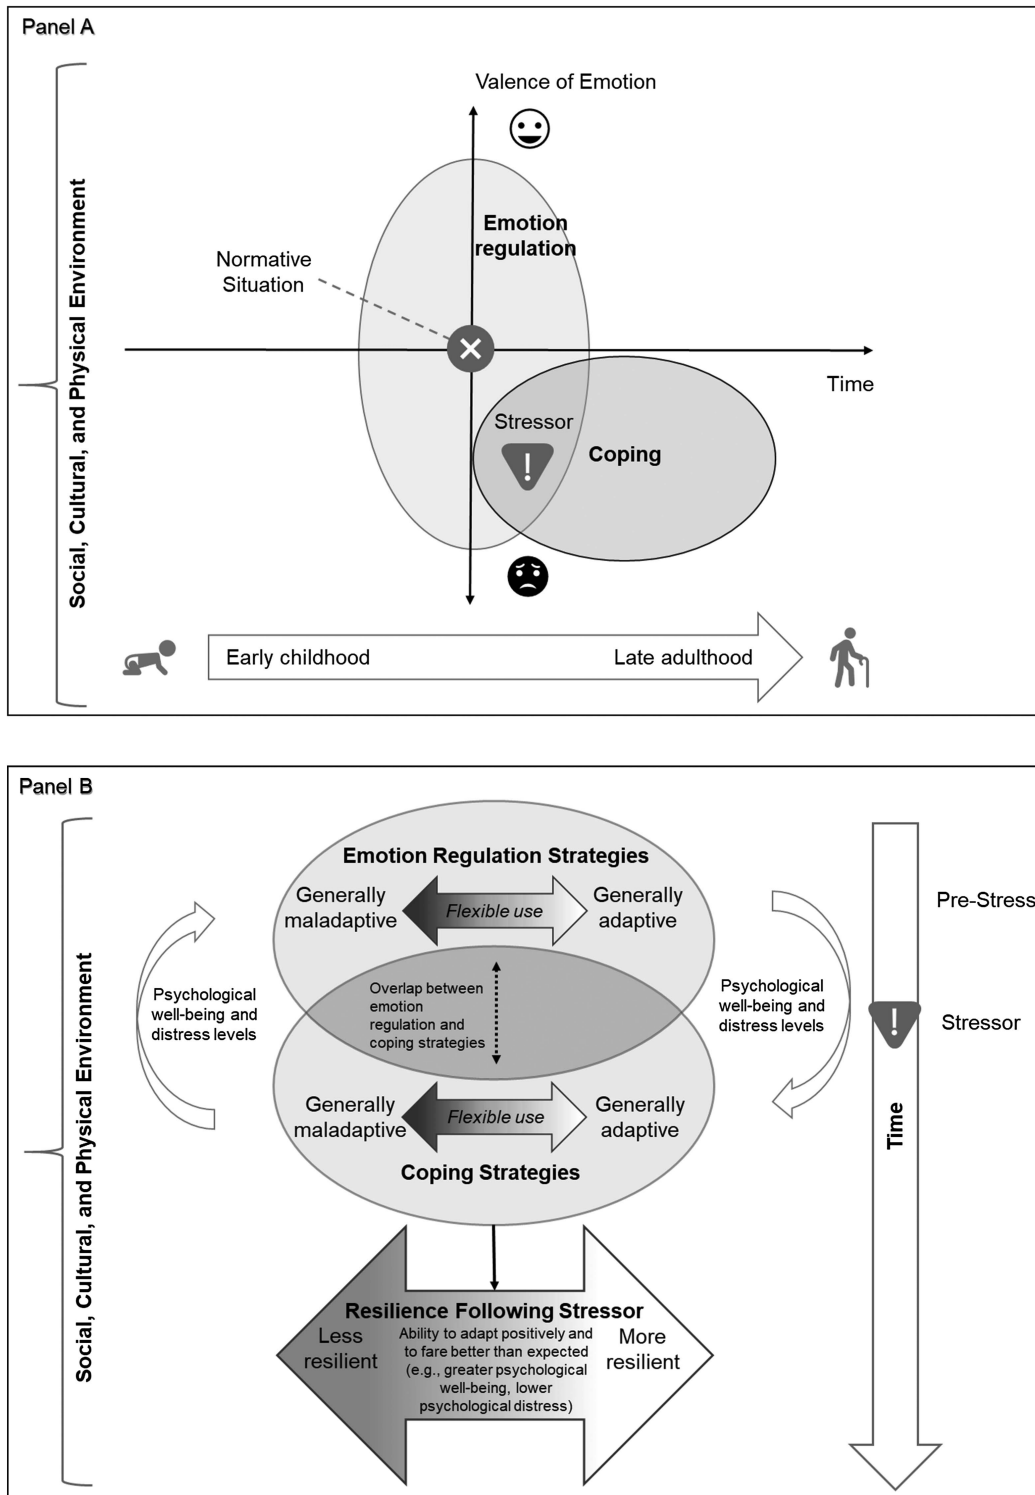 Panel A
Valence of Emotion
Emotion
regulation
Normative
Situation
Time
Stressor
!
Coping
Social, Cultural, and Physical Environment
Early childhood
Late adulthood
Panel B
Emotion Regulation Strategies
Generally
maladaptive
Flexible use
Generally
adaptive
Pre-Stress
Overlap between
emotion
regulation and
coping strategies
Psychological
well-being and
distress levels
Psychological
well-being and
distress levels
!
Stressor
Generally
maladaptive
Flexible use
Generally
adaptive
Coping Strategies
Time
Social, Cultural, and Physical Environment
Resilience Following Stressor
Less
resilient
Ability to adapt positively and
to fare better than expected
(e.g., greater psychological
well-being, lower
psychological distress)
More
resilient